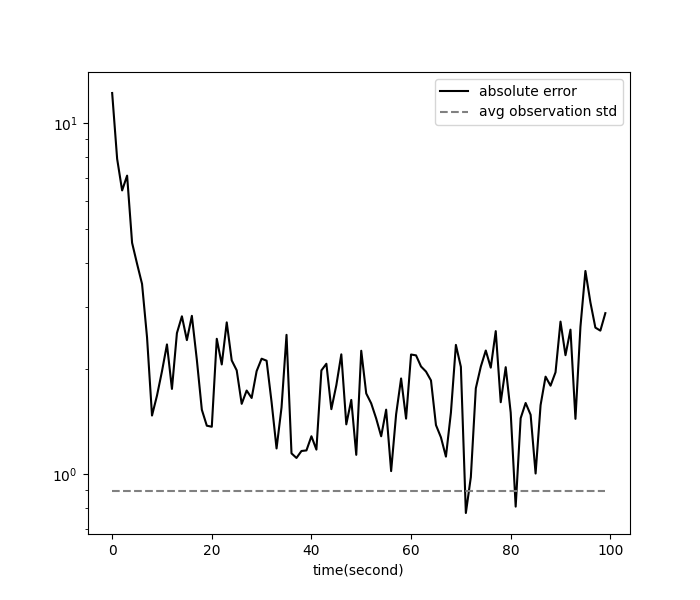 absolute error
avg observation std
10¹
10⁰
0 20 40 60 80 100
time(second)